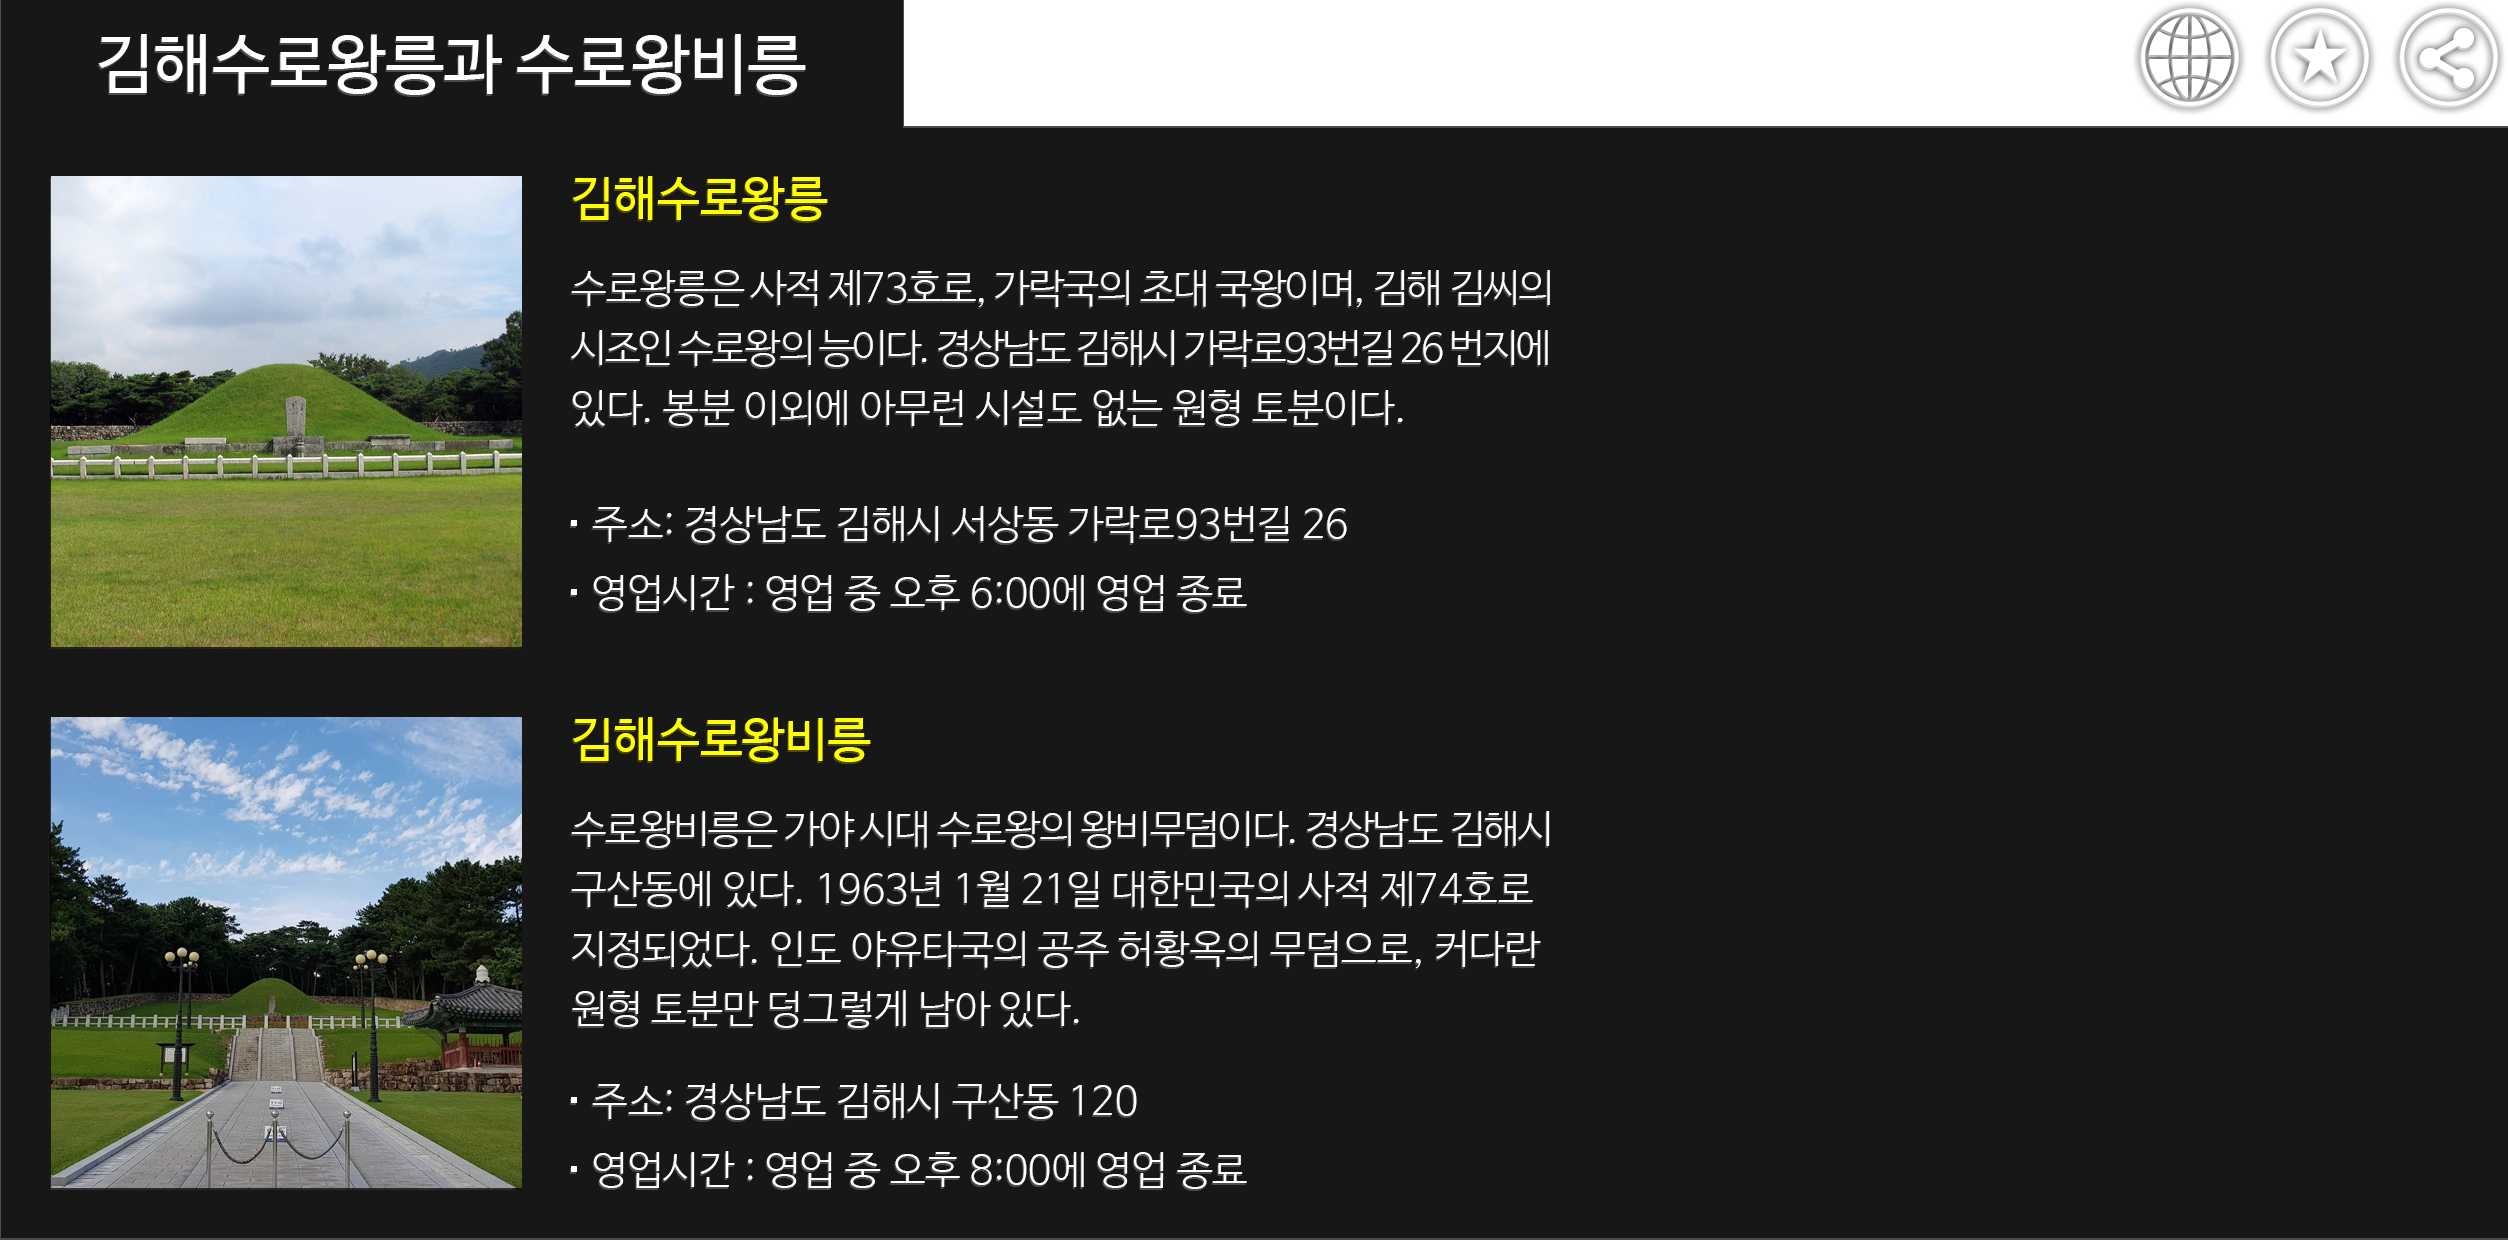 김해수로왕릉과 수로왕비릉
김해수로왕릉
수로왕릉은 사적 제73호로, 가락국의 초대 국왕이며, 김해 김씨의
시조인 수로왕의 능이다. 경상남도 김해시 가락로93번길 26 번지에
있다. 봉분 이외에 아무런 시설도 없는 원형 토분이다.
· 주소: 경상남도 김해시 서상동 가락로93번길 26
· 영업시간 : 영업 중 오후 6:00에 영업 종료
김해수로왕비릉
수로왕비릉은 가야 시대 수로왕의 왕비무덤이다. 경상남도 김해시
구산동에 있다. 1963년 1월 21일 대한민국의 사적 제74호로
지정되었다. 인도 야유타국의 공주 허황옥의 무덤으로, 커다란
원형 토분만 덩그렇게 남아 있다.
· 주소: 경상남도 김해시 구산동 120
· 영업시간 : 영업 중 오후 8:00에 영업 종료